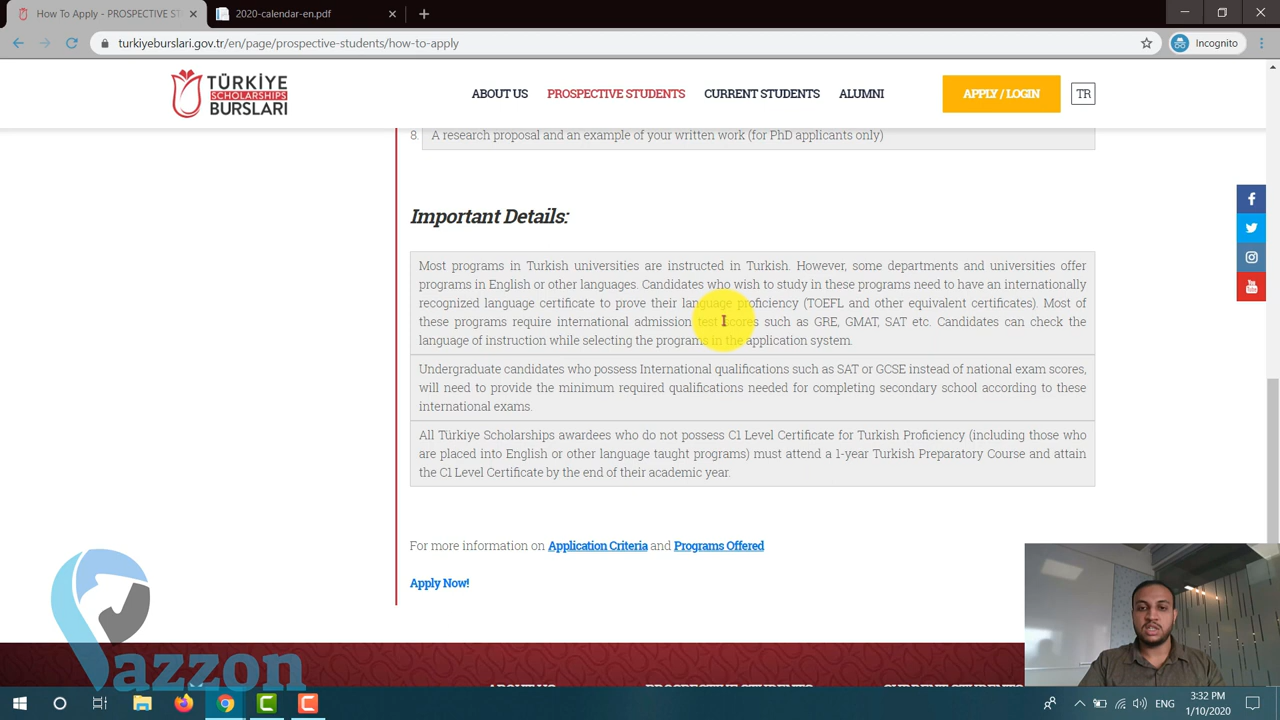 How To Apply - PROSPECTIVE ST
2020-calendar-en.pdf
turkiyeburslari.gov.tr/en/page/prospective-students/how-to-apply
Incognito
TÜRKİYE
SCHOLARSHIPS
BURSLARI
ABOUT US
PROSPECTIVE STUDENTS
CURRENT STUDENTS
ALUMNI
APPLY / LOGIN
TR
8. A research proposal and an example of your written work (for PhD applicants only)
Important Details:
Most programs in Turkish universities are instructed in Turkish. However, some departments and universities offer
programs in English or other languages. Candidates who wish to study in these programs need to have an internationally
recognized language certificate to prove their language proficiency (TOEFL and other equivalent certificates). Most of
these programs require international admission test scores such as GRE, GMAT, SAT etc. Candidates can check the
language of instruction while selecting the programs in the application system.
Undergraduate candidates who possess International qualifications such as SAT or GCSE instead of national exam scores,
will need to provide the minimum required qualifications needed for completing secondary school according to these
international exams.
All Türkiye Scholarships awardees who do not possess C1 Level Certificate for Turkish Proficiency (including those who
are placed into English or other language taught programs) must attend a 1-year Turkish Preparatory Course and attain
the C1 Level Certificate by the end of their academic year.
For more information on Application Criteria and Programs Offered
Apply Now!
azzon
ABOUT US
PROSPECTIVE STUDENTS
CURRENT STUDENTS
ENG
3:32 PM
1/10/2020